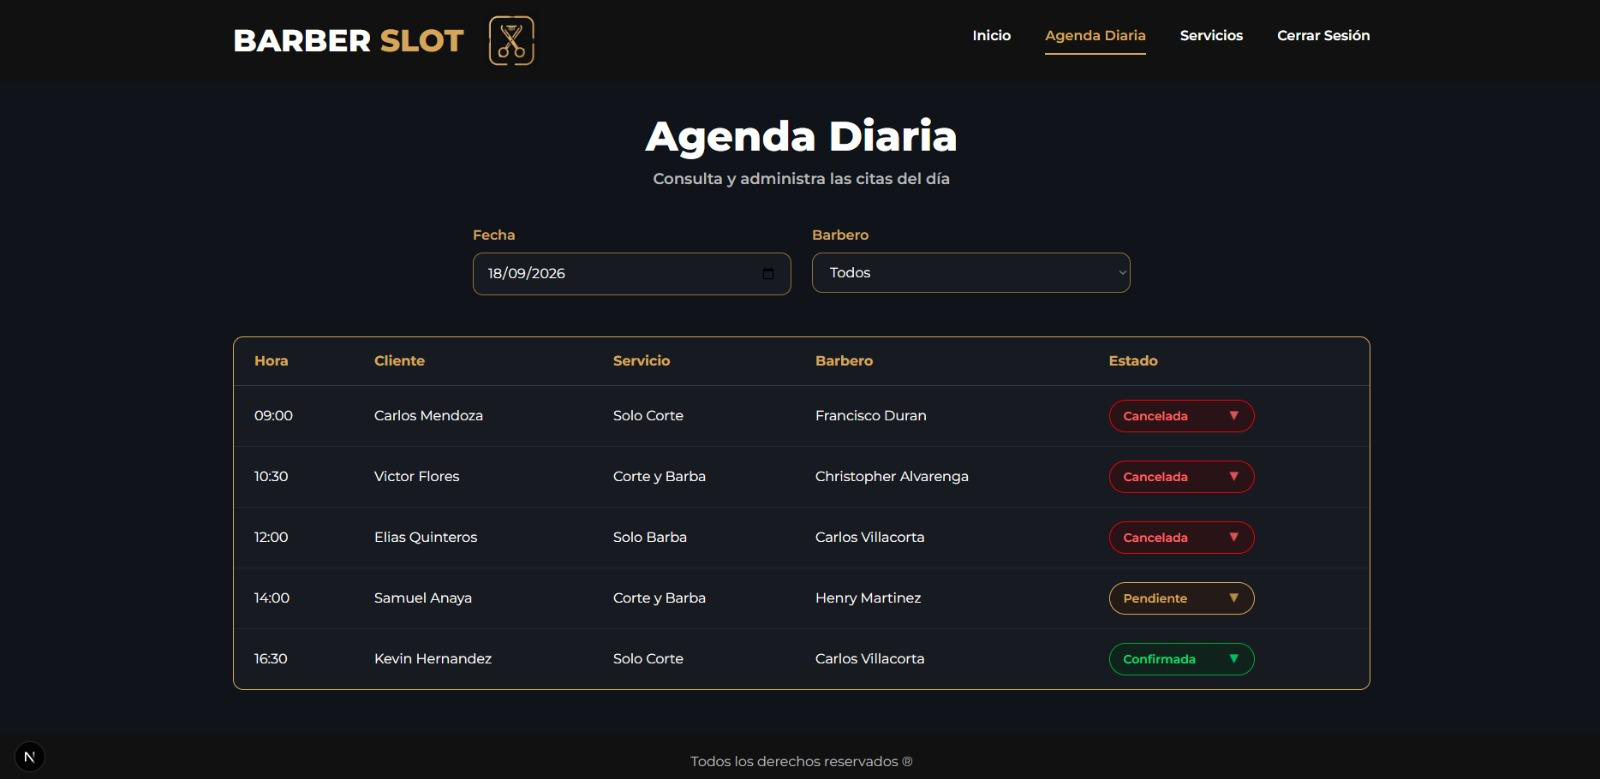 BARBER SLOT
Inicio Agenda Diaria Servicios Cerrar Sesión
Agenda Diaria
Consulta y administra las citas del día
Fecha Barbero
18/09/2026 Todos
Hora Cliente Servicio Barbero Estado
09:00 Carlos Mendoza Solo Corte Francisco Duran Cancelada
10:30 Victor Flores Corte y Barba Christopher Alvarenga Cancelada
12:00 Elias Quinteros Solo Barba Carlos Villacorta Cancelada
14:00 Samuel Anaya Corte y Barba Henry Martinez Pendiente
16:30 Kevin Hernandez Solo Corte Carlos Villacorta Confirmada
N
Todos los derechos reservados ®